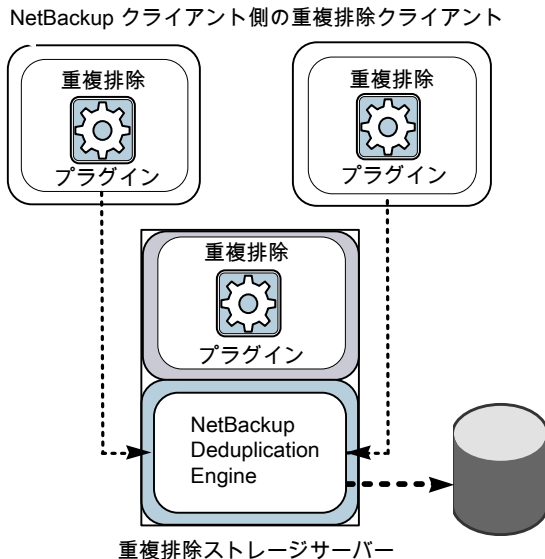 NetBackup クライアント側の重複排除クライアント
重複排除
プラグイン
重複排除
プラグイン
重複排除
プラグイン
NetBackup
Deduplication
Engine
重複排除ストレージサーバー